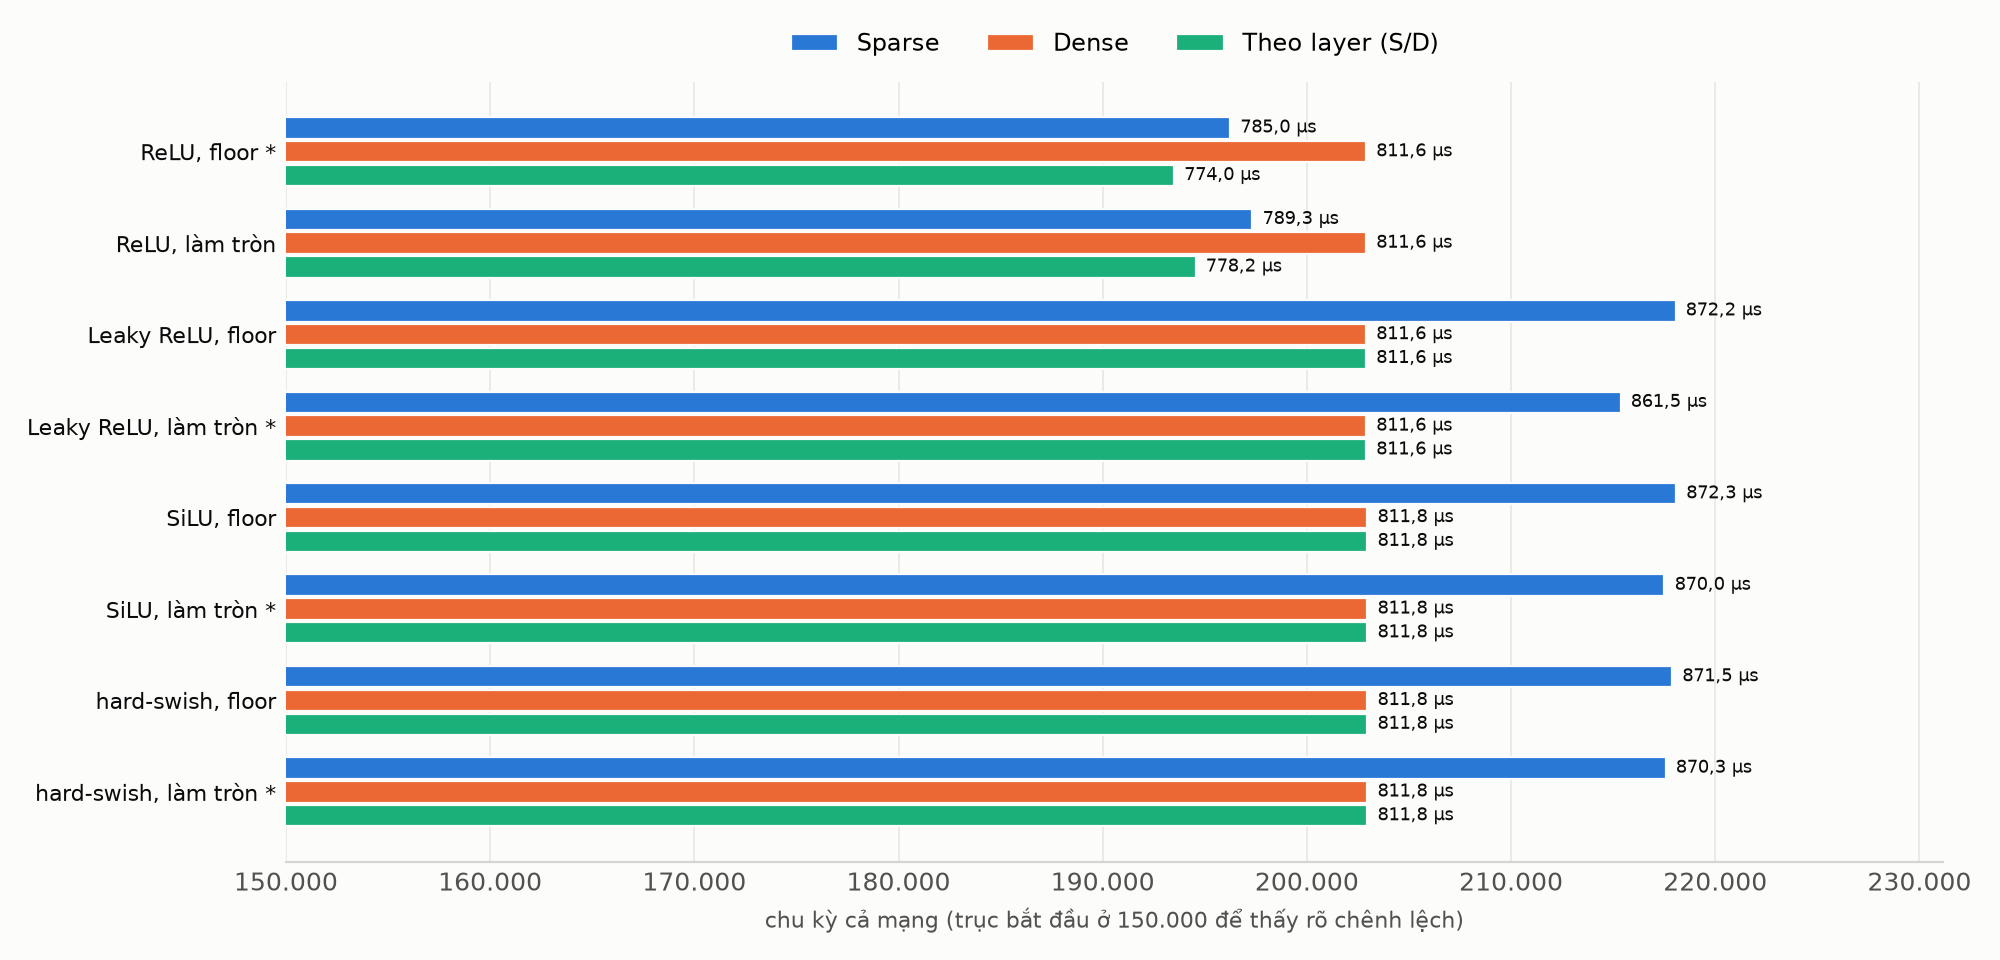 Sparse Dense Theo layer (S/D)
ReLU, floor *
785,0 µs
811,6 µs
774,0 µs
ReLU, làm tròn
789,3 µs
811,6 µs
778,2 µs
Leaky ReLU, floor
872,2 µs
811,6 µs
811,6 µs
Leaky ReLU, làm tròn *
861,5 µs
811,6 µs
811,6 µs
SiLU, floor
872,3 µs
811,8 µs
811,8 µs
SiLU, làm tròn *
870,0 µs
811,8 µs
811,8 µs
hard-swish, floor
871,5 µs
811,8 µs
811,8 µs
hard-swish, làm tròn *
870,3 µs
811,8 µs
811,8 µs
150.000 160.000 170.000 180.000 190.000 200.000 210.000 220.000 230.000
chu kỳ cả mạng (trục bắt đầu ở 150.000 để thấy rõ chênh lệch)